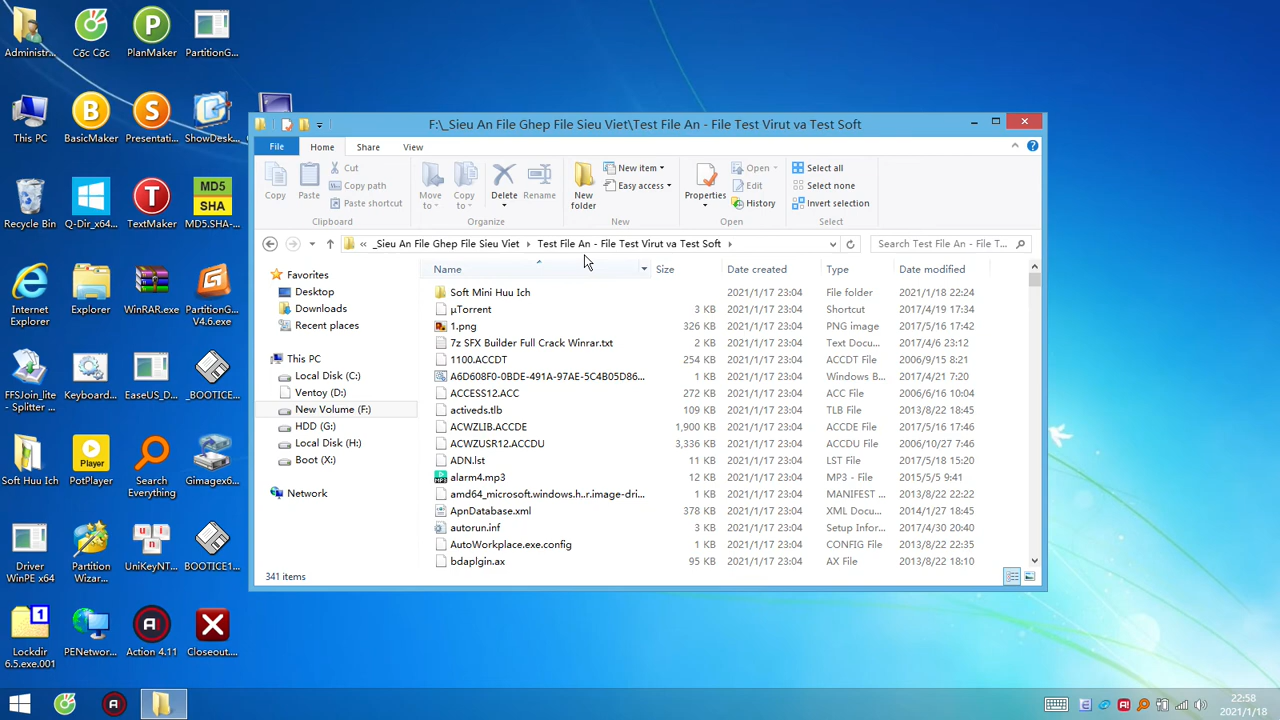 Administr...
Cốc Cốc
PlanMaker
PartitionG...
This PC
BasicMaker
Presentati...
ShowDesk...
Recycle Bin
Q-Dir_x64...
TextMaker
MD5
SHA
MD5.SHA-...
Internet
Explorer
Explorer
WinRAR.exe
PartitionG...
V4.6.exe
FFSJoin_lite
- Splitter ...
Keyboard...
EaseUS_D...
_BOOTICE...
Soft Huu Ich
Player
PotPlayer
Search
Everything
Gimagex6...
Driver
WinPE x64
Partition
Wizar...
UniKeyNT...
BOOTICE1...
Lockdir
6.5.exe.001
PENetwor...
Action 4.11
Closeout....
F:\_Sieu An File Ghep File Sieu Viet\Test File An - File Test Virut va Test Soft
File
Home
Share
View
Copy
Paste
Cut
Copy path
Paste shortcut
Clipboard
Move
to
Copy
to
Delete
Rename
Organize
New
folder
New item
Easy access
New
Properties
Open
Edit
History
Open
Select all
Select none
Invert selection
Select
« _Sieu An File Ghep File Sieu Viet Test File An - File Test Virut va Test Soft
Search Test File An - File T...
Favorites
Desktop
Downloads
Recent places
This PC
Local Disk (C:)
Ventoy (D:)
New Volume (F:)
HDD (G:)
Local Disk (H:)
Boot (X:)
Network
Name Size Date created Type Date modified
Soft Mini Huu Ich 2021/1/17 23:04 File folder 2021/1/18 22:24
µTorrent 3 KB 2021/1/17 23:04 Shortcut 2017/4/19 17:34
1.png 326 KB 2021/1/17 23:04 PNG image 2017/5/16 17:42
7z SFX Builder Full Crack Winrar.txt 2 KB 2021/1/17 23:04 Text Docu... 2017/4/6 23:12
1100.ACCDT 254 KB 2021/1/17 23:04 ACCDT File 2006/9/15 8:21
A6D608F0-0BDE-491A-97AE-5C4B05D86... 1 KB 2021/1/17 23:04 Windows B... 2017/4/21 7:20
ACCESS12.ACC 272 KB 2021/1/17 23:04 ACC File 2006/6/16 10:04
activeds.tlb 109 KB 2021/1/17 23:04 TLB File 2013/8/22 18:45
ACWZLIB.ACCDE 1,900 KB 2021/1/17 23:04 ACCDE File 2017/5/16 17:46
ACWZUSR12.ACCDU 3,336 KB 2021/1/17 23:04 ACCDU File 2006/10/27 7:46
ADN.lst 11 KB 2021/1/17 23:04 LST File 2017/5/18 15:20
alarm4.mp3 12 KB 2021/1/17 23:04 MP3 - File 2015/5/5 9:41
amd64_microsoft.windows.h..r.image-dri... 1 KB 2021/1/17 23:04 MANIFEST ... 2013/8/22 22:22
ApnDatabase.xml 378 KB 2021/1/17 23:04 XML Docu... 2014/1/27 18:45
autorun.inf 3 KB 2021/1/17 23:04 Setup Infor... 2017/4/30 20:40
AutoWorkplace.exe.config 1 KB 2021/1/17 23:04 CONFIG File 2013/8/22 22:35
bdaplgin.ax 95 KB 2021/1/17 23:04 AX File 2013/8/22 18:10
341 items
22:58
2021/1/18